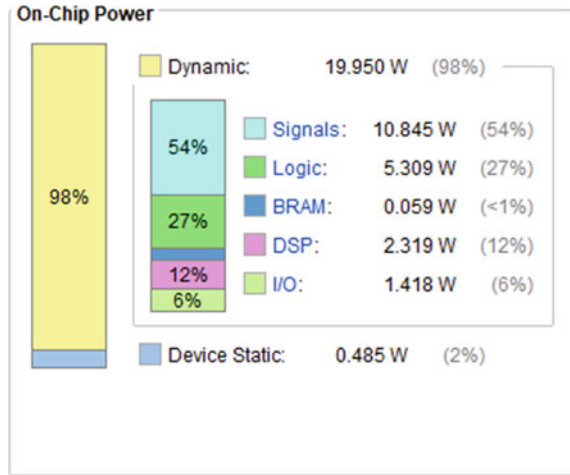 On-Chip Power
98%
Dynamic: 19.950 W (98%)
54%
27%
12%
6%
Signals: 10.845 W (54%)
Logic: 5.309 W (27%)
BRAM: 0.059 W (<1%)
DSP: 2.319 W (12%)
I/O: 1.418 W (6%)
Device Static: 0.485 W (2%)